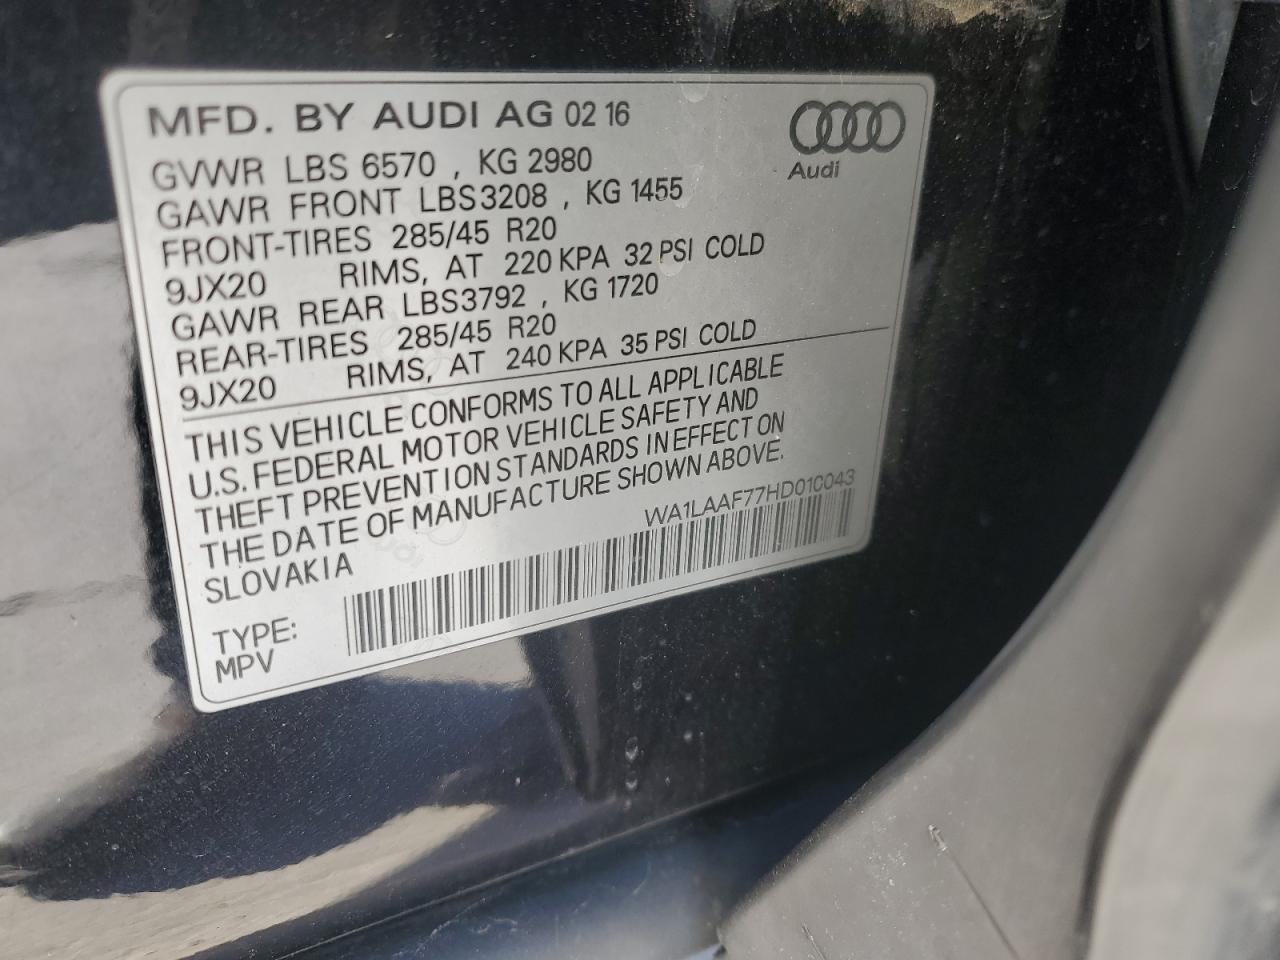 MFD. BY AUDI AG 02 16
Audi
GVWR LBS 6570 , KG 2980
GAWR FRONT LBS3208 , KG 1455
FRONT-TIRES 285/45 R20
9JX20 RIMS, AT 220 KPA 32 PSI COLD
GAWR REAR LBS3792 , KG 1720
REAR-TIRES 285/45 R20
9JX20 RIMS, AT 240 KPA 35 PSI COLD
THIS VEHICLE CONFORMS TO ALL APPLICABLE
U.S. FEDERAL MOTOR VEHICLE SAFETY AND
THEFT PREVENTION STANDARDS IN EFFECT ON
THE DATE OF MANUFACTURE SHOWN ABOVE.
SLOVAKIA
WA1LAAF77HD010043
TYPE:
MPV